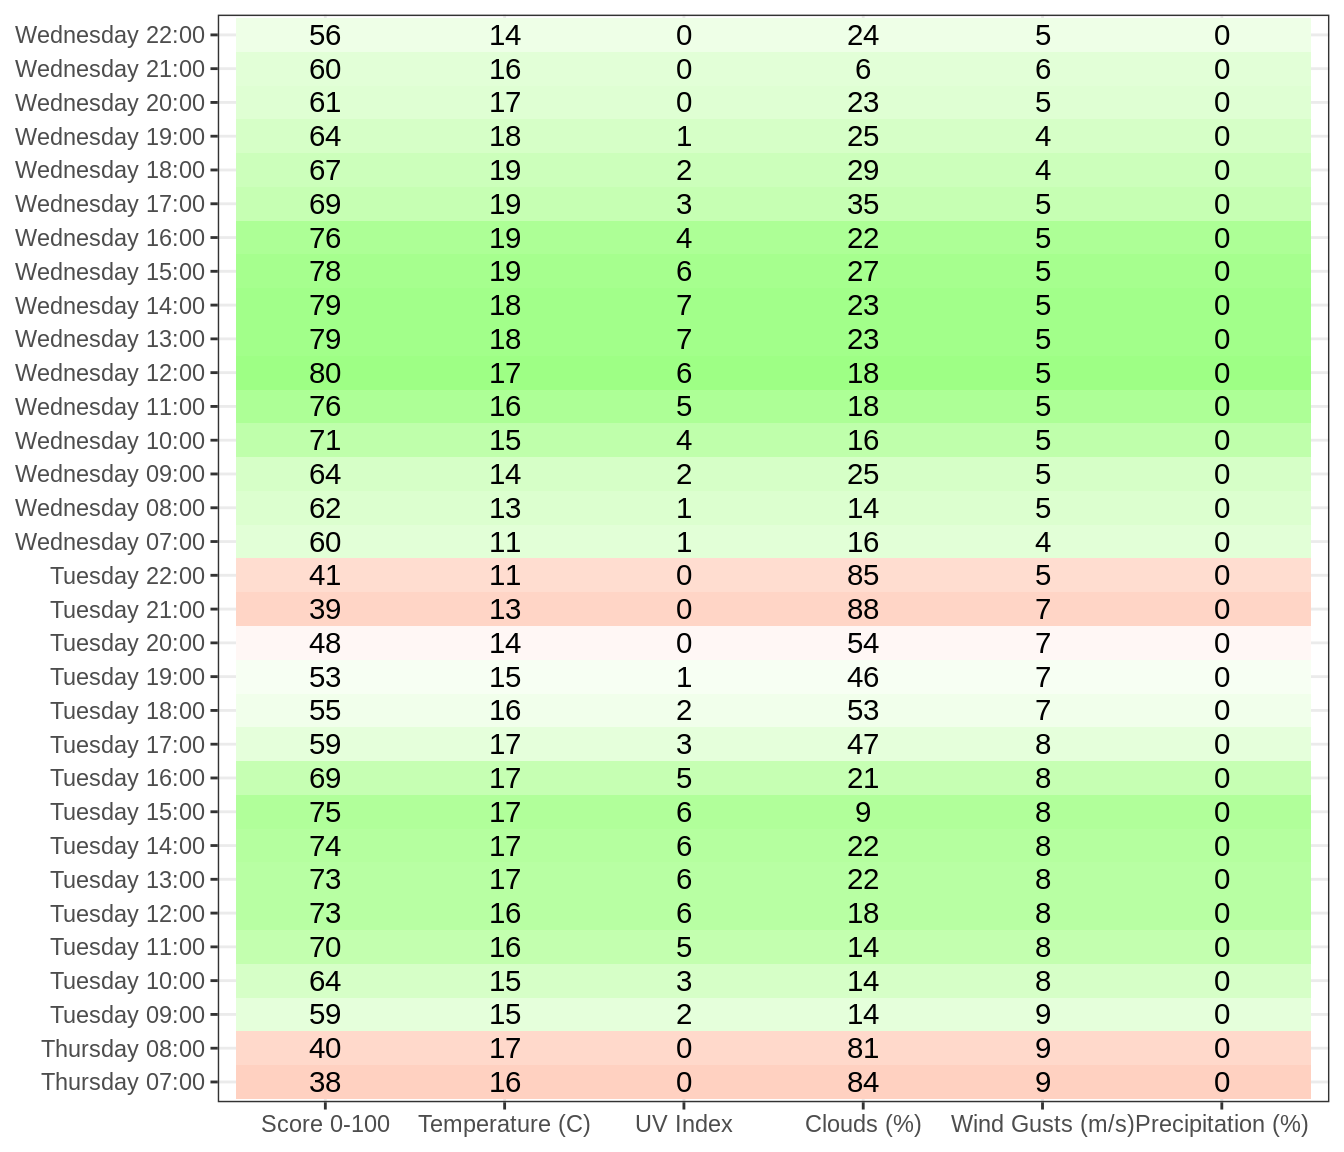 Wednesday 22:00 56 14 0 24 5 0
Wednesday 21:00 60 16 0 6 6 0
Wednesday 20:00 61 17 0 23 5 0
Wednesday 19:00 64 18 1 25 4 0
Wednesday 18:00 67 19 2 29 4 0
Wednesday 17:00 69 19 3 35 5 0
Wednesday 16:00 76 19 4 22 5 0
Wednesday 15:00 78 19 6 27 5 0
Wednesday 14:00 79 18 7 23 5 0
Wednesday 13:00 79 18 7 23 5 0
Wednesday 12:00 80 17 6 18 5 0
Wednesday 11:00 76 16 5 18 5 0
Wednesday 10:00 71 15 4 16 5 0
Wednesday 09:00 64 14 2 25 5 0
Wednesday 08:00 62 13 1 14 5 0
Wednesday 07:00 60 11 1 16 4 0
Tuesday 22:00 41 11 0 85 5 0
Tuesday 21:00 39 13 0 88 7 0
Tuesday 20:00 48 14 0 54 7 0
Tuesday 19:00 53 15 1 46 7 0
Tuesday 18:00 55 16 2 53 7 0
Tuesday 17:00 59 17 3 47 8 0
Tuesday 16:00 69 17 5 21 8 0
Tuesday 15:00 75 17 6 9 8 0
Tuesday 14:00 74 17 6 22 8 0
Tuesday 13:00 73 17 6 22 8 0
Tuesday 12:00 73 16 6 18 8 0
Tuesday 11:00 70 16 5 14 8 0
Tuesday 10:00 64 15 3 14 8 0
Tuesday 09:00 59 15 2 14 9 0
Thursday 08:00 40 17 0 81 9 0
Thursday 07:00 38 16 0 84 9 0
Score 0-100 Temperature (C) UV Index Clouds (%) Wind Gusts (m/s) Precipitation (%)